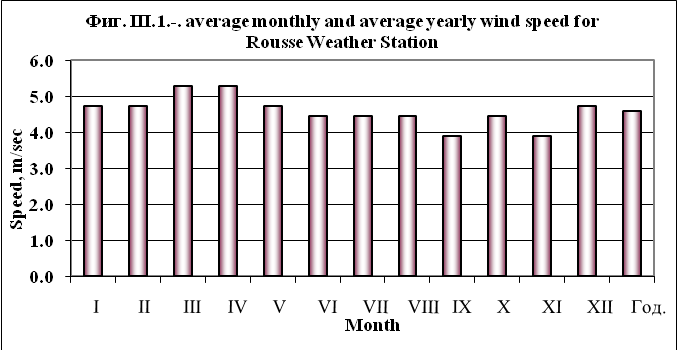 Фиг. III.1.-. average monthly and average yearly wind speed for
Rousse Weather Station
6.0
5.0
4.0
3.0
2.0
1.0
0.0
Speed, m/sec
I II III IV V VI VII VIII IX X XI XII Год.
Month